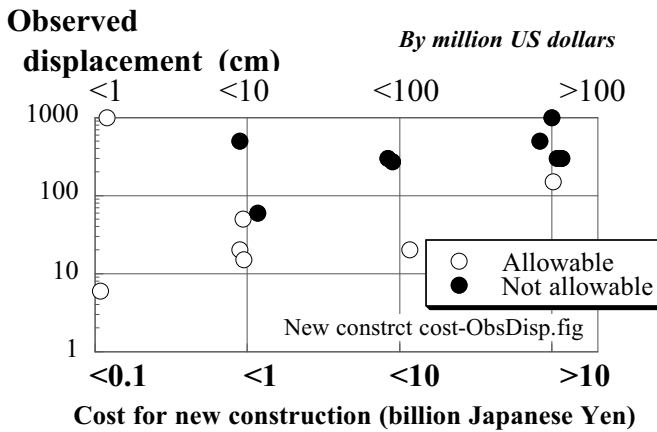 Observed
displacement (cm)
By million US dollars
<1 <10 <100 >100
1000
100
10
1
Allowable
Not allowable
New constrct cost-ObsDisp.fig
<0.1 <1 <10 >10
Cost for new construction (billion Japanese Yen)